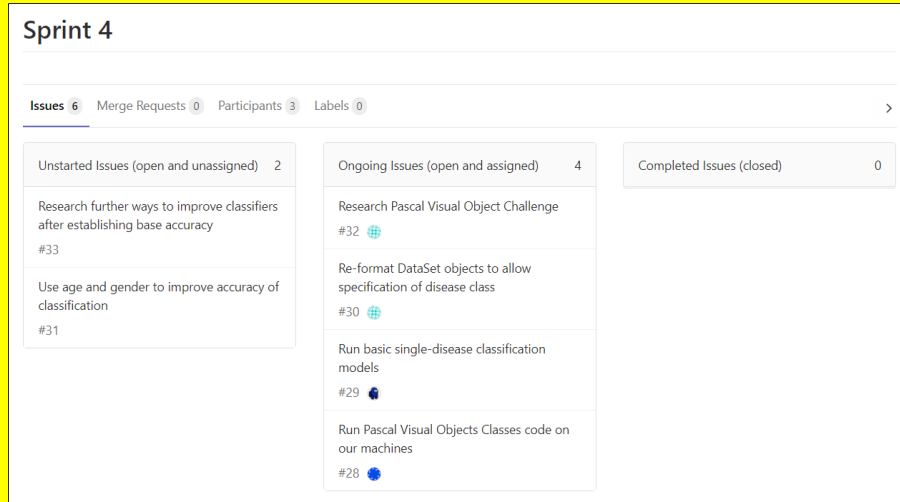 Sprint 4
Issues 6 Merge Requests 0 Participants 3 Labels 0
Unstarted Issues (open and unassigned) 2
Research further ways to improve classifiers
after establishing base accuracy
#33
Use age and gender to improve accuracy of
classification
#31
Ongoing Issues (open and assigned) 4
Research Pascal Visual Object Challenge
#32
Re-format DataSet objects to allow
specification of disease class
#30
Run basic single-disease classification
models
#29
Run Pascal Visual Objects Classes code on
our machines
#28
Completed Issues (closed) 0